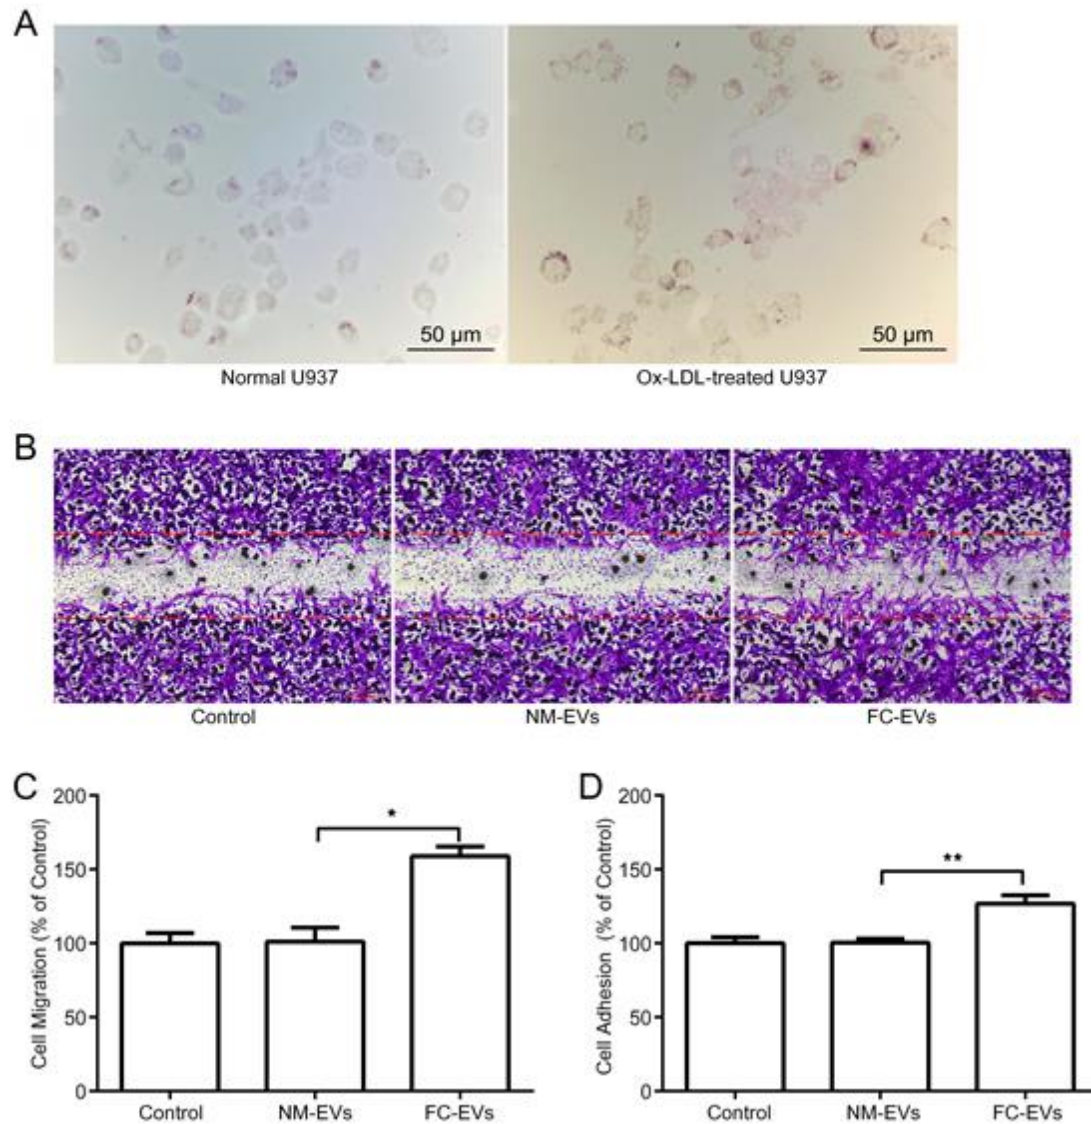 A
50 µm
50 µm
Normal U937
Ox-LDL-treated U937
B
Control
NM-EVs
FC-EVs
C
Cell Migration (% of Control)
200
150
100
50
0
*
Control
NM-EVs
FC-EVs
D
Cell Adhesion (% of Control)
200
150
100
50
0
**
Control
NM-EVs
FC-EVs